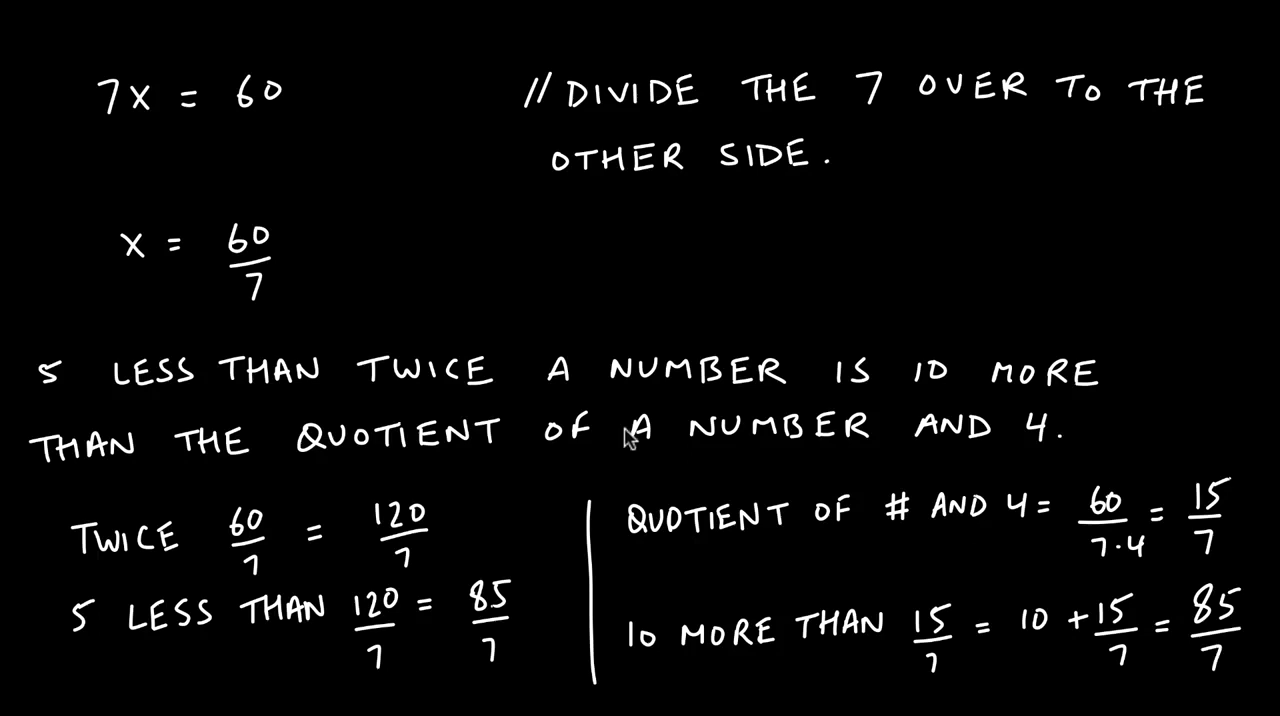 7x = 60 // DIVIDE THE 7 OVER TO THE
OTHER SIDE.
x = 60/7
5 LESS THAN TWICE A NUMBER IS 10 MORE
THAN THE QUOTIENT OF A NUMBER AND 4.
TWICE 60/7 = 120/7
5 LESS THAN 120/7 = 85/7
QUOTIENT OF # AND 4 = 60/7·4 = 15/7
10 MORE THAN 15/7 = 10 + 15/7 = 85/7